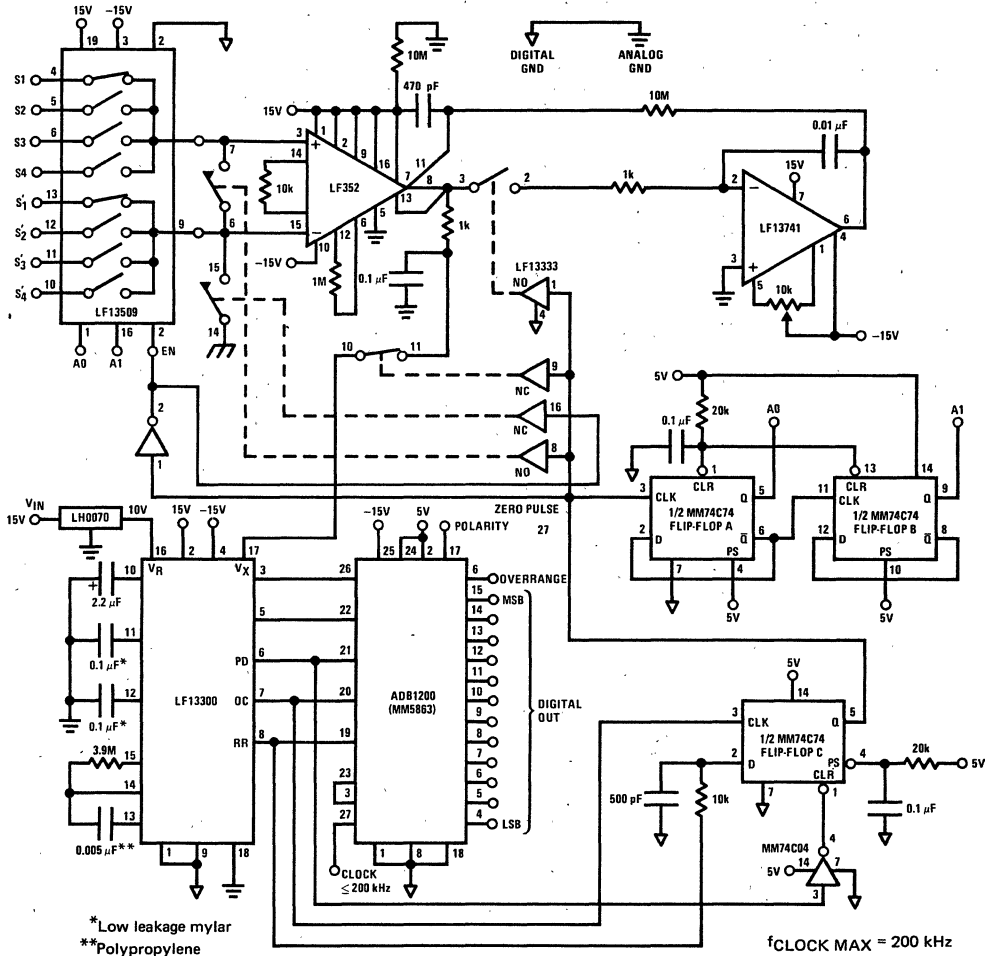 15V -15V
19 3 2
S1 4
S2 5
S3 6
S4 7
S'1 13
S'2 12 9
S'3 11
S'4 10
LF13509
1 16 2
A0 A1 EN
7
6
15
14
10M
470 pF
15V
3 1 2 9 16 11
14
10k
LF352
7
8
13
15
12 6 5
-15V 10
1M
0.1 µF
1k
DIGITAL GND
ANALOG GND
10M
0.01 µF
3 2
1k
15V
2 7
LF13741
6
4
3
5 1
10k
-15V
LF13333
NO 1
4
10 11
9
NC
16
NC
8
NO
2
1
5V
20k
0.1 µF
A0
A1
1 13 14
3 CLK CLR Q 5
1/2 MM74C74
FLIP-FLOP A
2 D Q̄ 6
PS
7 4
5V
11 CLR
CLK Q 9
1/2 MM74C74
FLIP-FLOP B
12 D Q̄ 8
PS
10
5V
ZERO PULSE
27
VIN
15V LH0070 10V
15V -15V
16 2 4 17
VR VX
10
+
2.2 µF
11
0.1 µF*
12
0.1 µF*
3.9M 15
14
13
0.005 µF**
LF13300
3
5
PD 6
OC 7
RR 8
1 9 18
-15V 5V POLARITY
25 24 2 17
26
22
21
20
19
23
3
27
ADB1200
(MM5863)
1 8 18
CLOCK
≤200 kHz
6 OVERRANGE
15 MSB
14
13
12
11
10
9
8
7
6
5
4 LSB
DIGITAL
OUT
5V
14
3 CLK Q 5
1/2 MM74C74
FLIP-FLOP C
2 D PS 4
CLR
7 1
20k
5V
0.1 µF
500 pF
10k
MM74C04
4
5V 14 7
3
*Low leakage mylar
**Polypropylene
fCLOCK MAX = 200 kHz